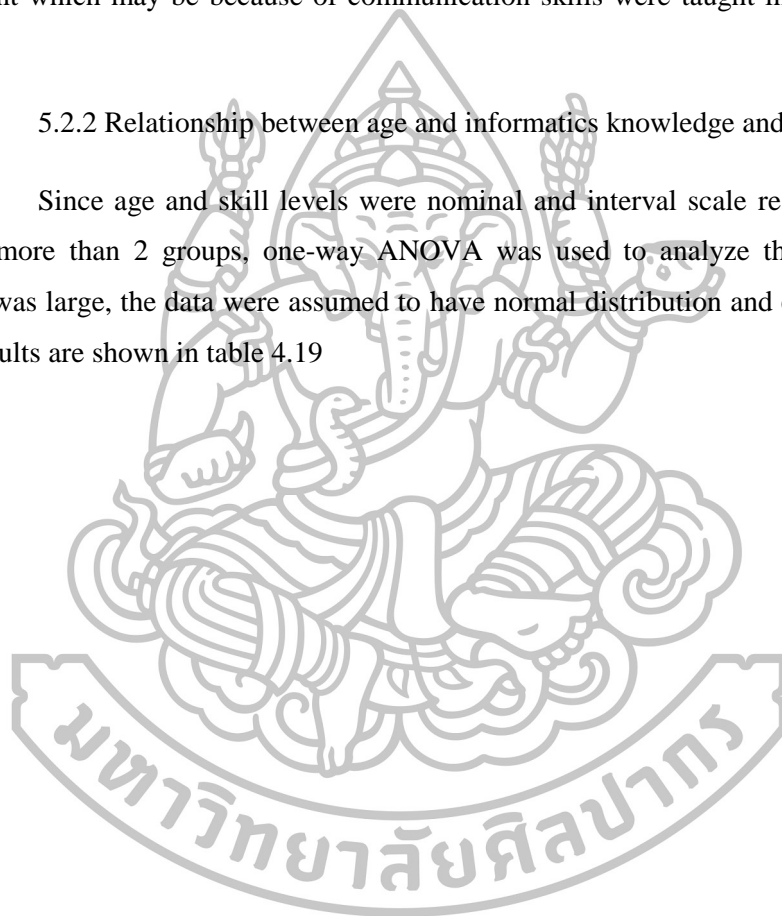 nt which may be because of communication skills were taught in
5.2.2 Relationship between age and informatics knowledge and
Since age and skill levels were nominal and interval scale re
more than 2 groups, one-way ANOVA was used to analyze th
was large, the data were assumed to have normal distribution and
ults are shown in table 4.19
มหาวิทยาลัยศิลปากร